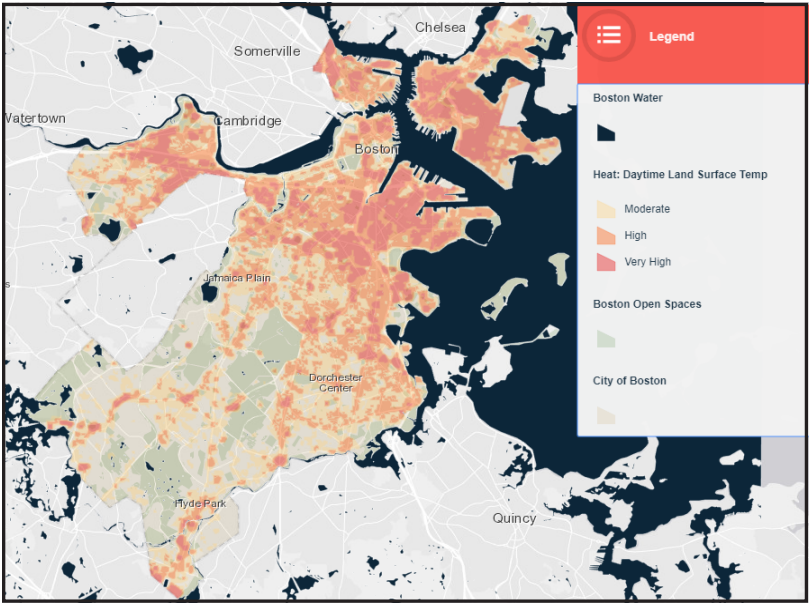 Chelsea
Somerville
Watertown
Cambridge
Boston
Jamaica Plain
Dorchester
Center
Hyde Park
Quincy
s
Legend
Boston Water
Heat: Daytime Land Surface Temp
Moderate
High
Very High
Boston Open Spaces
City of Boston